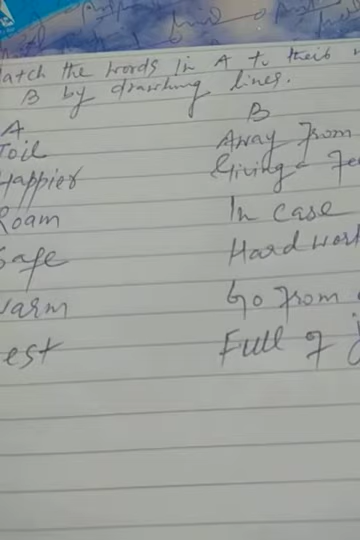 atch the words in A to their
B by drawing lines.
A B
Toil Away from
Happier Giving a
Roam In case
Safe Hard work
Warm Go from
est Full of